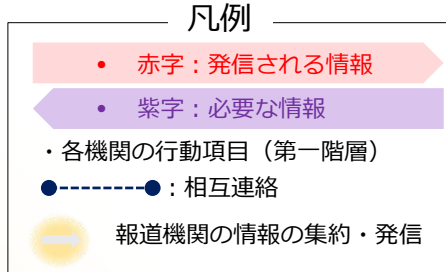 凡例
• 赤字：発信される情報
• 紫字：必要な情報
・各機関の行動項目（第一階層）
：相互連絡
報道機関の情報の集約・発信